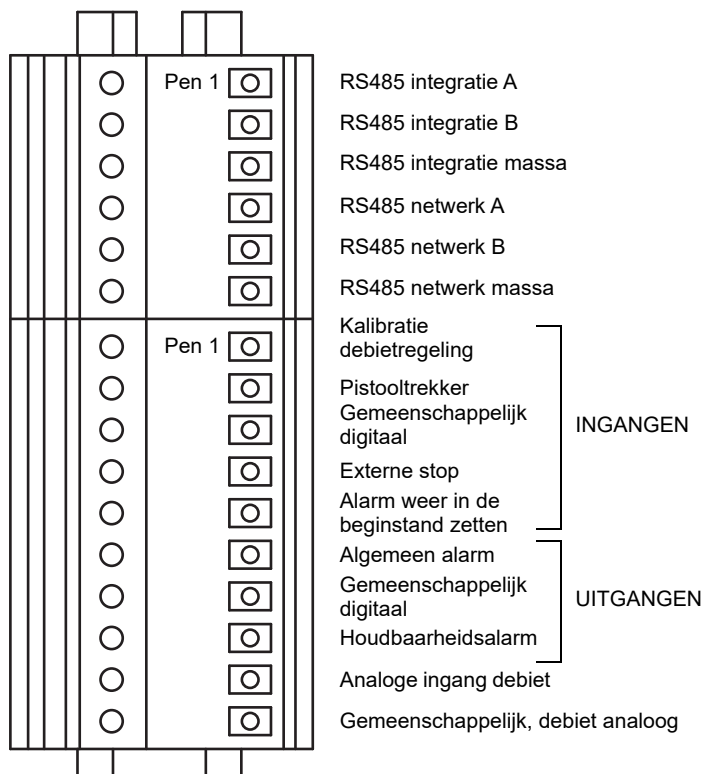 Pen 1 RS485 integratie A
RS485 integratie B
RS485 integratie massa
RS485 netwerk A
RS485 netwerk B
RS485 netwerk massa
Pen 1 Kalibratie
debietregeling
Pistooltrekker
Gemeenschappelijk
digitaal
Externe stop
Alarm weer in de
beginstand zetten
INGANGEN
Algemeen alarm
Gemeenschappelijk
digitaal
Houdbaarheidsalarm
UITGANGEN
Analoge ingang debiet
Gemeenschappelijk, debiet analoog